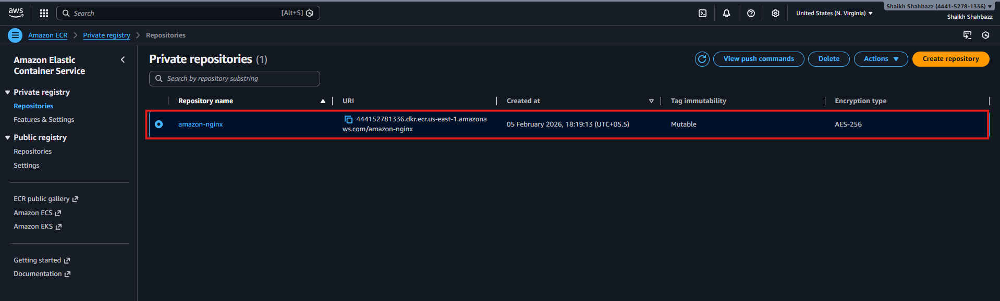 aws
Search
[Alt+S]
United States (N. Virginia)
Shaikh Shahbazz (4441-5278-1336)
Shaikh Shahbazz
Amazon ECR
Private registry
Repositories
Amazon Elastic
Container Service
Private registry
Repositories
Features & Settings
Public registry
Repositories
Settings
ECR public gallery
Amazon ECS
Amazon EKS
Getting started
Documentation
Private repositories (1)
View push commands
Delete
Actions
Create repository
Search by repository substring
Repository name
URI
Created at
Tag immutability
Encryption type
amazon-nginx
444152781336.dkr.ecr.us-east-1.amazona
ws.com/amazon-nginx
05 February 2026, 18:19:13 (UTC+05.5)
Mutable
AES-256